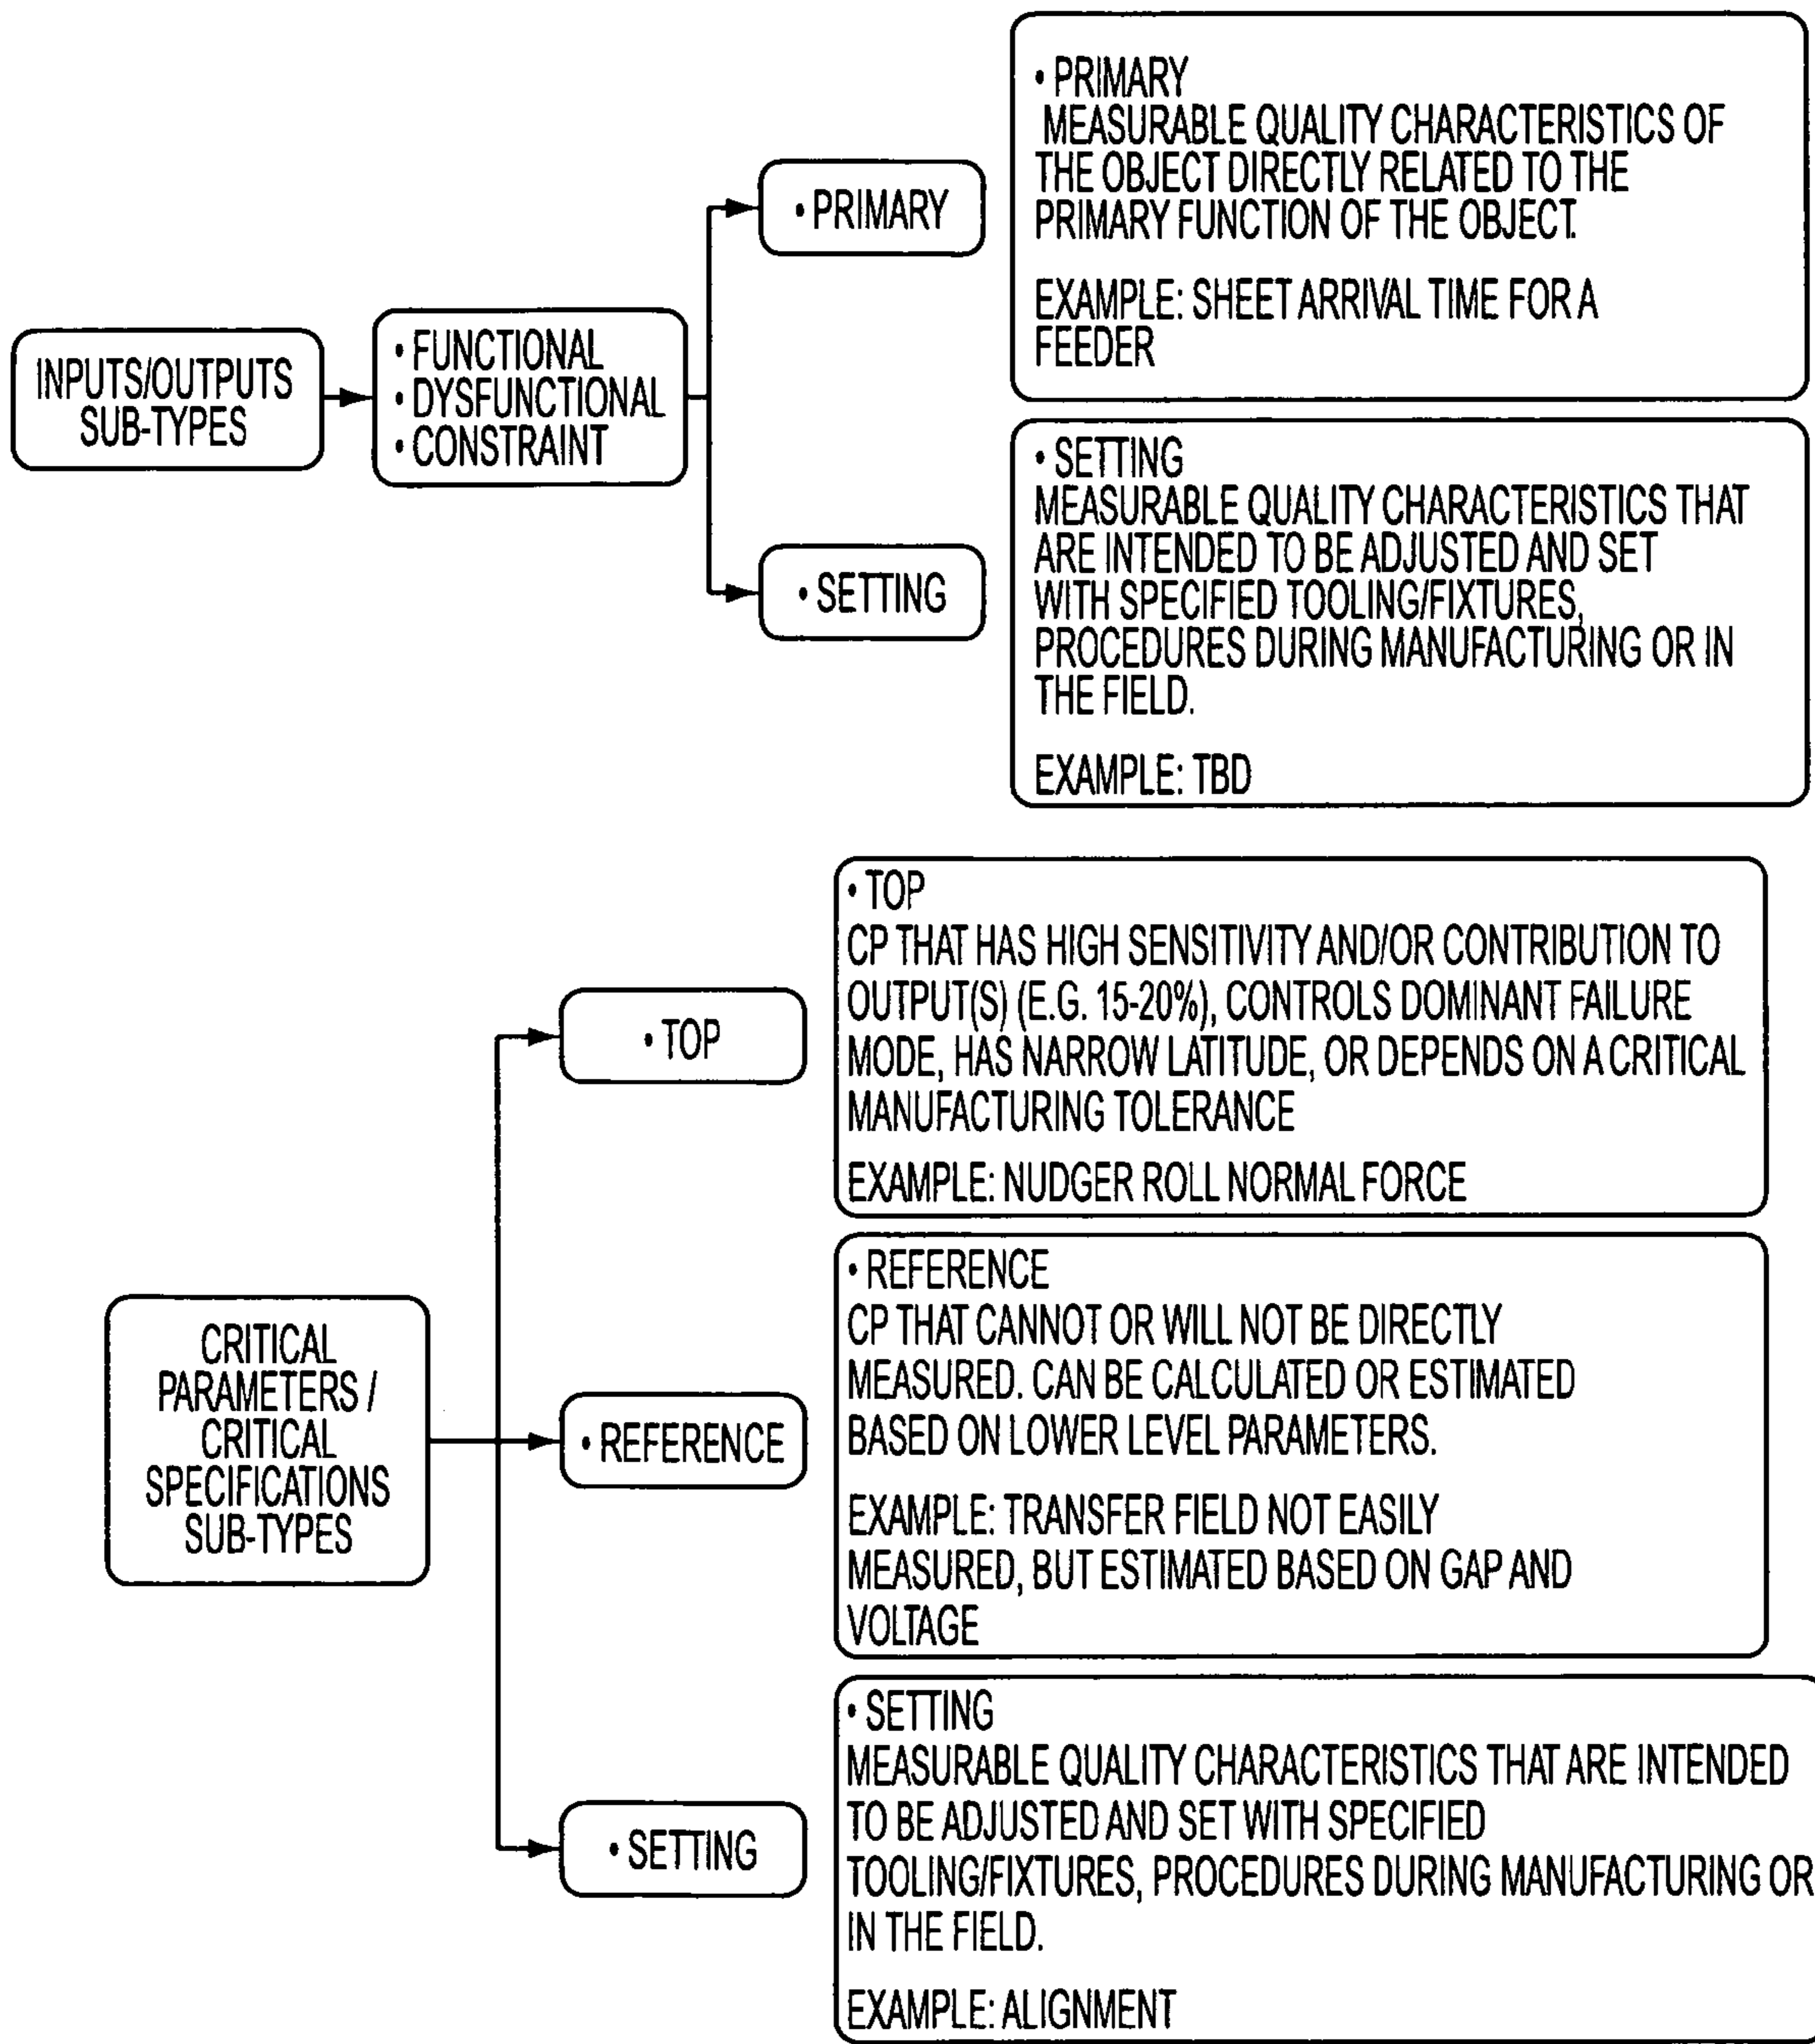 INPUTS/OUTPUTS
SUB-TYPES
• FUNCTIONAL
• DYSFUNCTIONAL
• CONSTRAINT
• PRIMARY
• PRIMARY
MEASURABLE QUALITY CHARACTERISTICS OF
THE OBJECT DIRECTLY RELATED TO THE
PRIMARY FUNCTION OF THE OBJECT.
EXAMPLE: SHEET ARRIVAL TIME FOR A
FEEDER
• SETTING
• SETTING
MEASURABLE QUALITY CHARACTERISTICS THAT
ARE INTENDED TO BE ADJUSTED AND SET
WITH SPECIFIED TOOLING/FIXTURES,
PROCEDURES DURING MANUFACTURING OR IN
THE FIELD.
EXAMPLE: TBD
CRITICAL
PARAMETERS /
CRITICAL
SPECIFICATIONS
SUB-TYPES
• TOP
• TOP
CP THAT HAS HIGH SENSITIVITY AND/OR CONTRIBUTION TO
OUTPUT(S) (E.G. 15-20%), CONTROLS DOMINANT FAILURE
MODE, HAS NARROW LATITUDE, OR DEPENDS ON A CRITICAL
MANUFACTURING TOLERANCE
EXAMPLE: NUDGER ROLL NORMAL FORCE
• REFERENCE
• REFERENCE
CP THAT CANNOT OR WILL NOT BE DIRECTLY
MEASURED. CAN BE CALCULATED OR ESTIMATED
BASED ON LOWER LEVEL PARAMETERS.
EXAMPLE: TRANSFER FIELD NOT EASILY
MEASURED, BUT ESTIMATED BASED ON GAP AND
VOLTAGE
• SETTING
• SETTING
MEASURABLE QUALITY CHARACTERISTICS THAT ARE INTENDED
TO BE ADJUSTED AND SET WITH SPECIFIED
TOOLING/FIXTURES, PROCEDURES DURING MANUFACTURING OR
IN THE FIELD.
EXAMPLE: ALIGNMENT